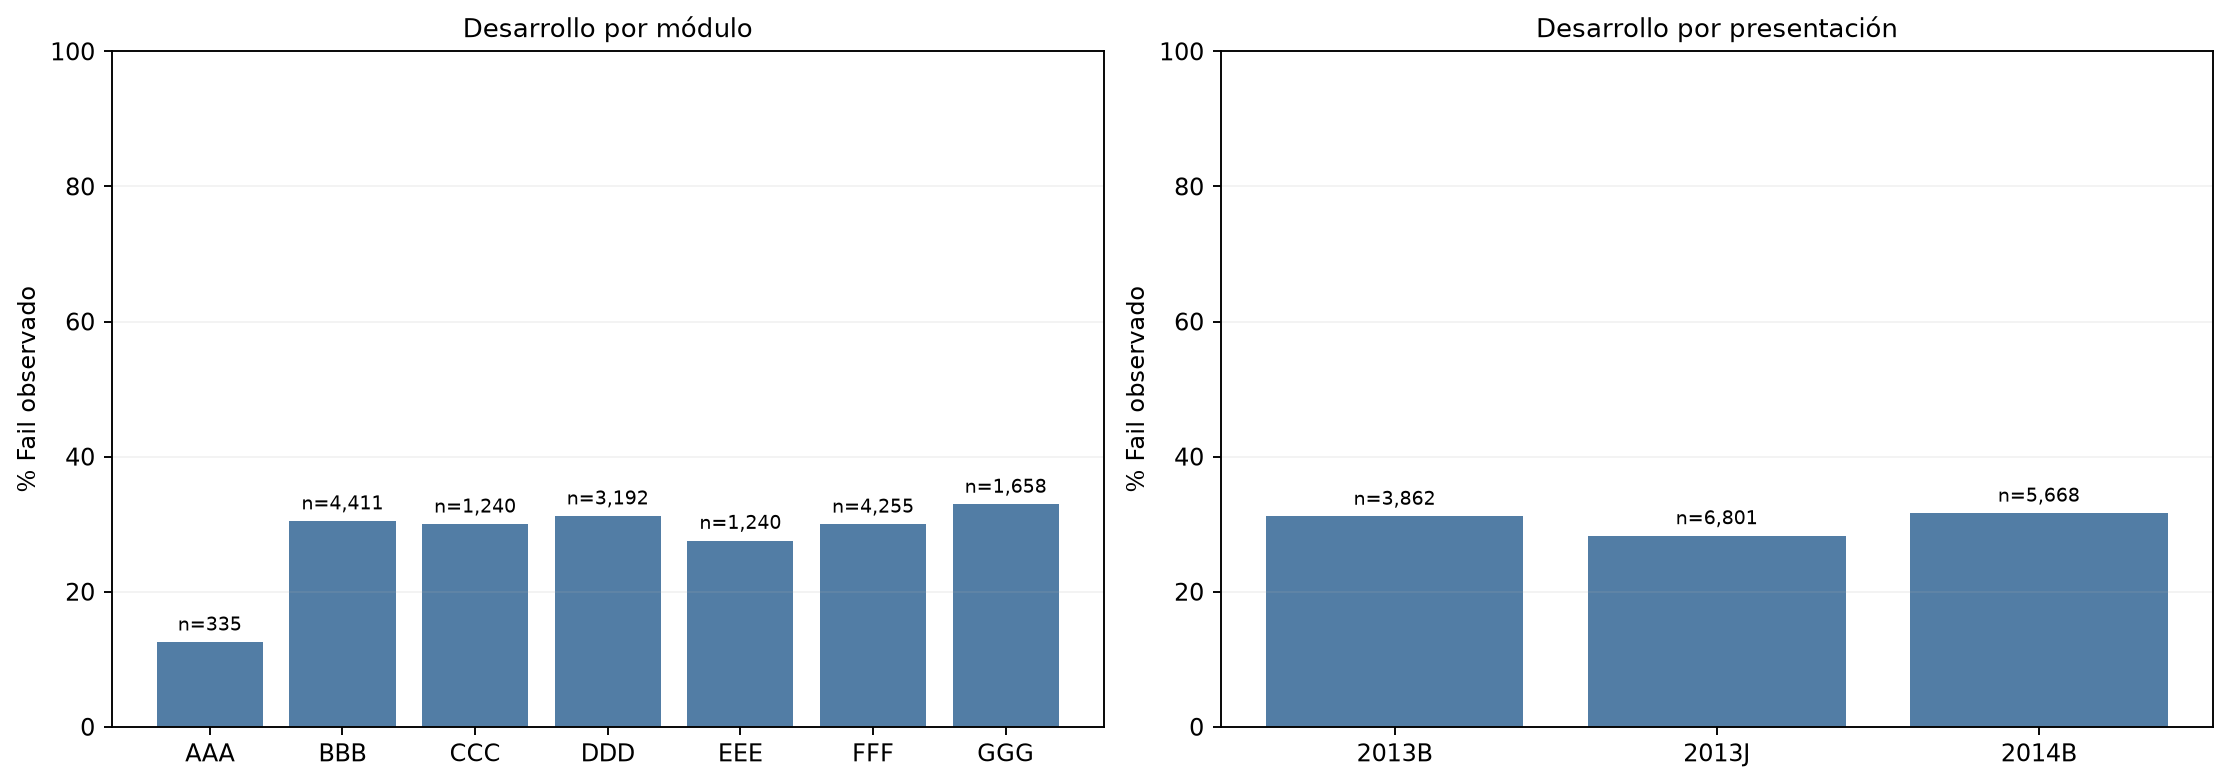 Desarrollo por módulo
% Fail observado
100
80
60
40
20
0
n=335
n=4,411
n=1,240
n=3,192
n=1,240
n=4,255
n=1,658
AAA
BBB
CCC
DDD
EEE
FFF
GGG
Desarrollo por presentación
% Fail observado
100
80
60
40
20
0
n=3,862
n=6,801
n=5,668
2013B
2013J
2014B